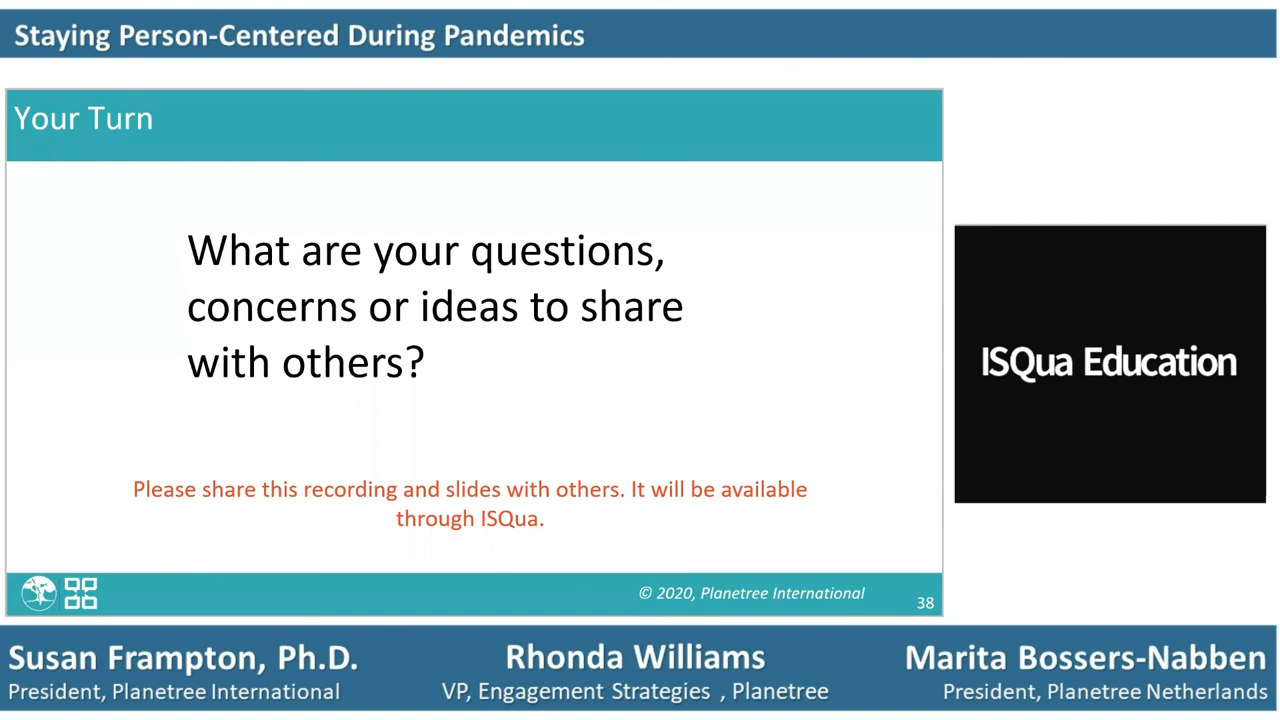 Staying Person-Centered During Pandemics
Your Turn
What are your questions,
concerns or ideas to share
with others?
Please share this recording and slides with others. It will be available
through ISQua.
© 2020, Planetree International
38
ISQua Education
Susan Frampton, Ph.D.
President, Planetree International
Rhonda Williams
VP, Engagement Strategies , Planetree
Marita Bossers-Nabben
President, Planetree Netherlands